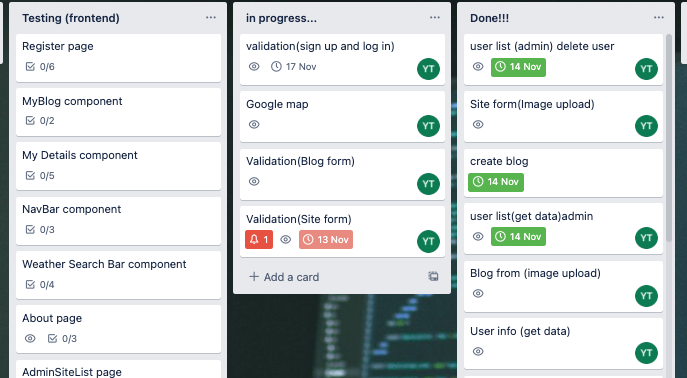 Testing (frontend)
Register page
0/6
MyBlog component
0/2
My Details component
0/5
NavBar component
0/3
Weather Search Bar component
0/4
About page
0/3
AdminSiteList page
in progress...
validation(sign up and log in)
17 Nov
YT
Google map
YT
Validation(Blog form)
YT
Validation(Site form)
1
13 Nov
YT
+ Add a card
Done!!!
user list (admin) delete user
14 Nov
YT
Site form(Image upload)
YT
create blog
14 Nov
YT
user list(get data)admin
14 Nov
YT
Blog from (image upload)
YT
User info (get data)
YT